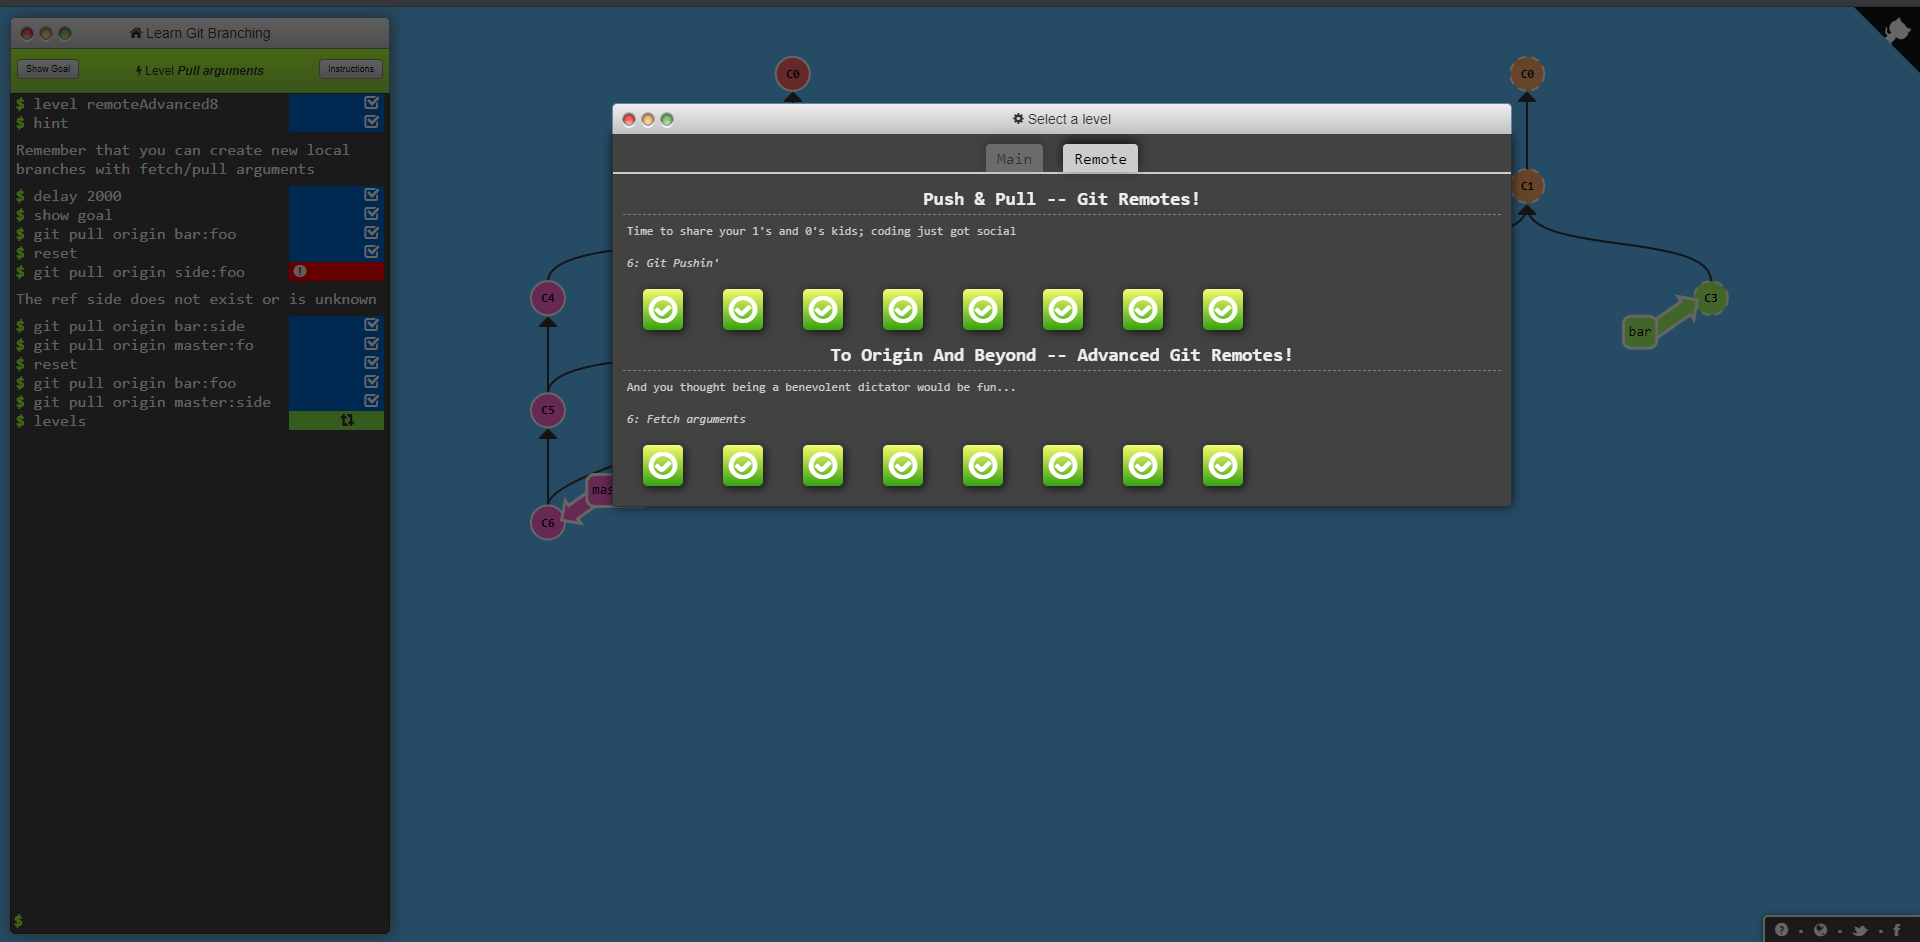 Learn Git Branching
Show Goal
Level Pull arguments
Instructions
$ level remoteAdvanced8
$ hint
Remember that you can create new local
branches with fetch/pull arguments
$ delay 2000
$ show goal
$ git pull origin bar:foo
$ reset
$ git pull origin side:foo
The ref side does not exist or is unknown
$ git pull origin bar:side
$ git pull origin master:fo
$ reset
$ git pull origin bar:foo
$ git pull origin master:side
$ levels
$
C0
C4
C5
C6
mas
Select a level
Main
Remote
Push & Pull -- Git Remotes!
Time to share your 1's and 0's kids; coding just got social
6: Git Pushin'
To Origin And Beyond -- Advanced Git Remotes!
And you thought being a benevolent dictator would be fun...
6: Fetch arguments
C0
C1
C3
bar